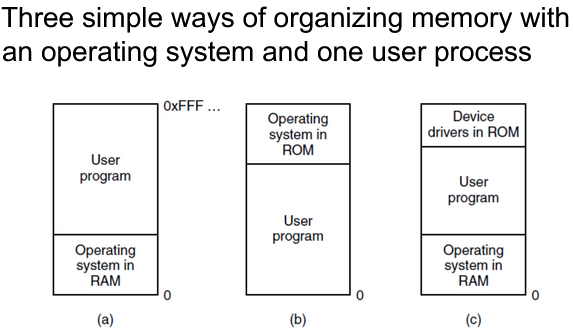 Three simple ways of organizing memory with
an operating system and one user process
0xFFF ...
User
program
Operating
system in
RAM
0
(a)
Operating
system in
ROM
User
program
0
(b)
Device
drivers in ROM
User
program
Operating
system in
RAM
0
(c)